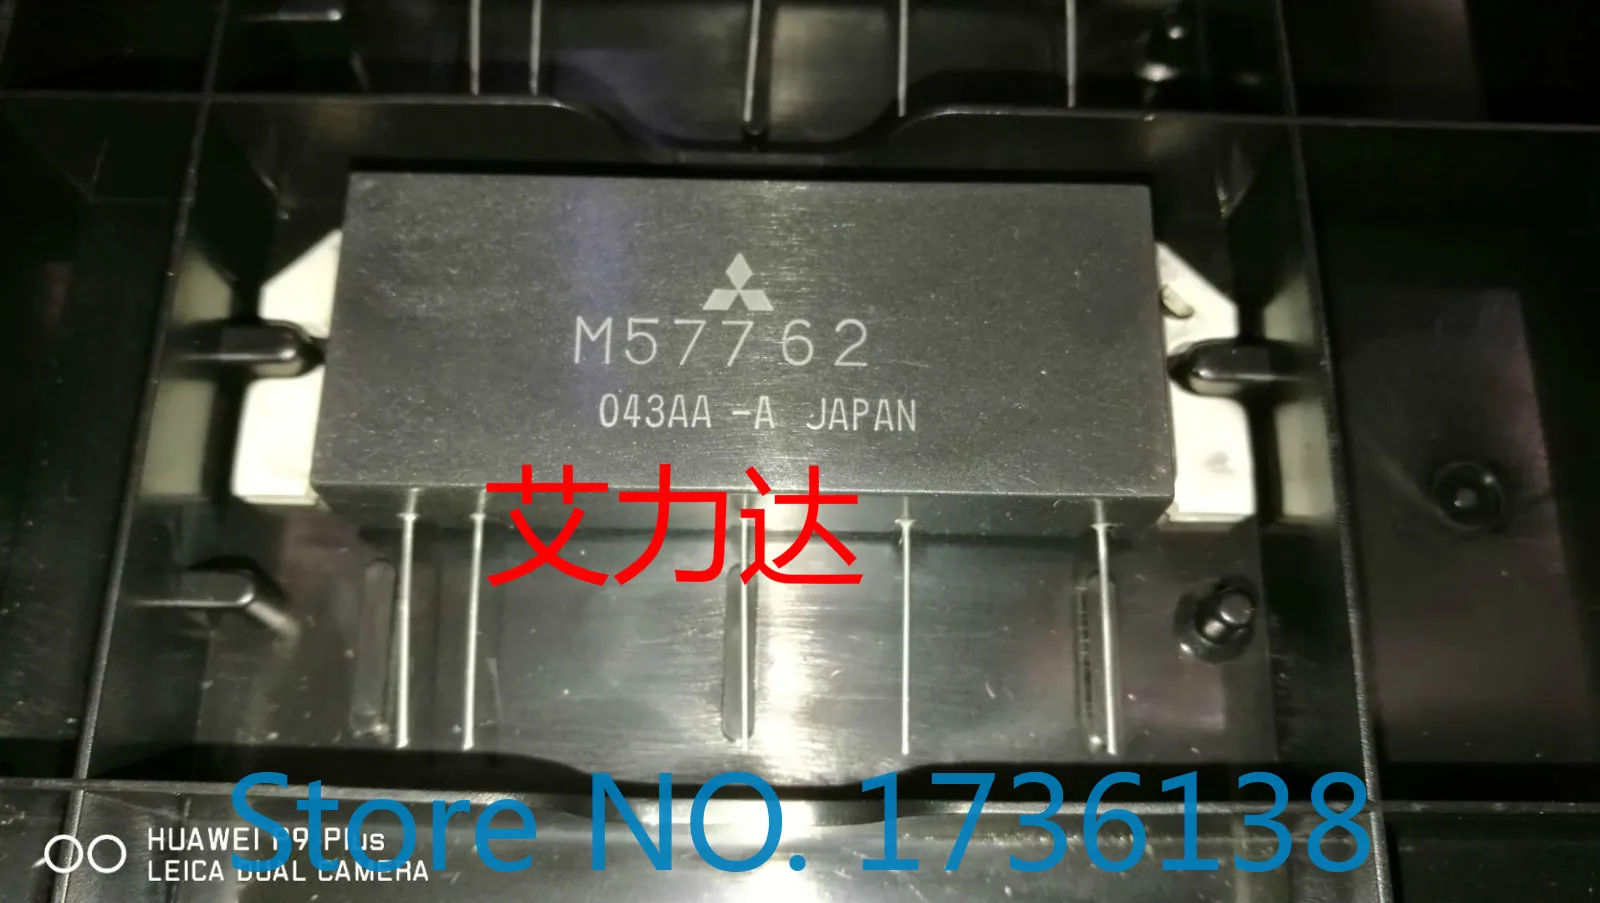 M57762
043AA -A JAPAN
艾力达
Store NO. 1736138
HUAWEI P9 Plus
LEICA DUAL CAMERA